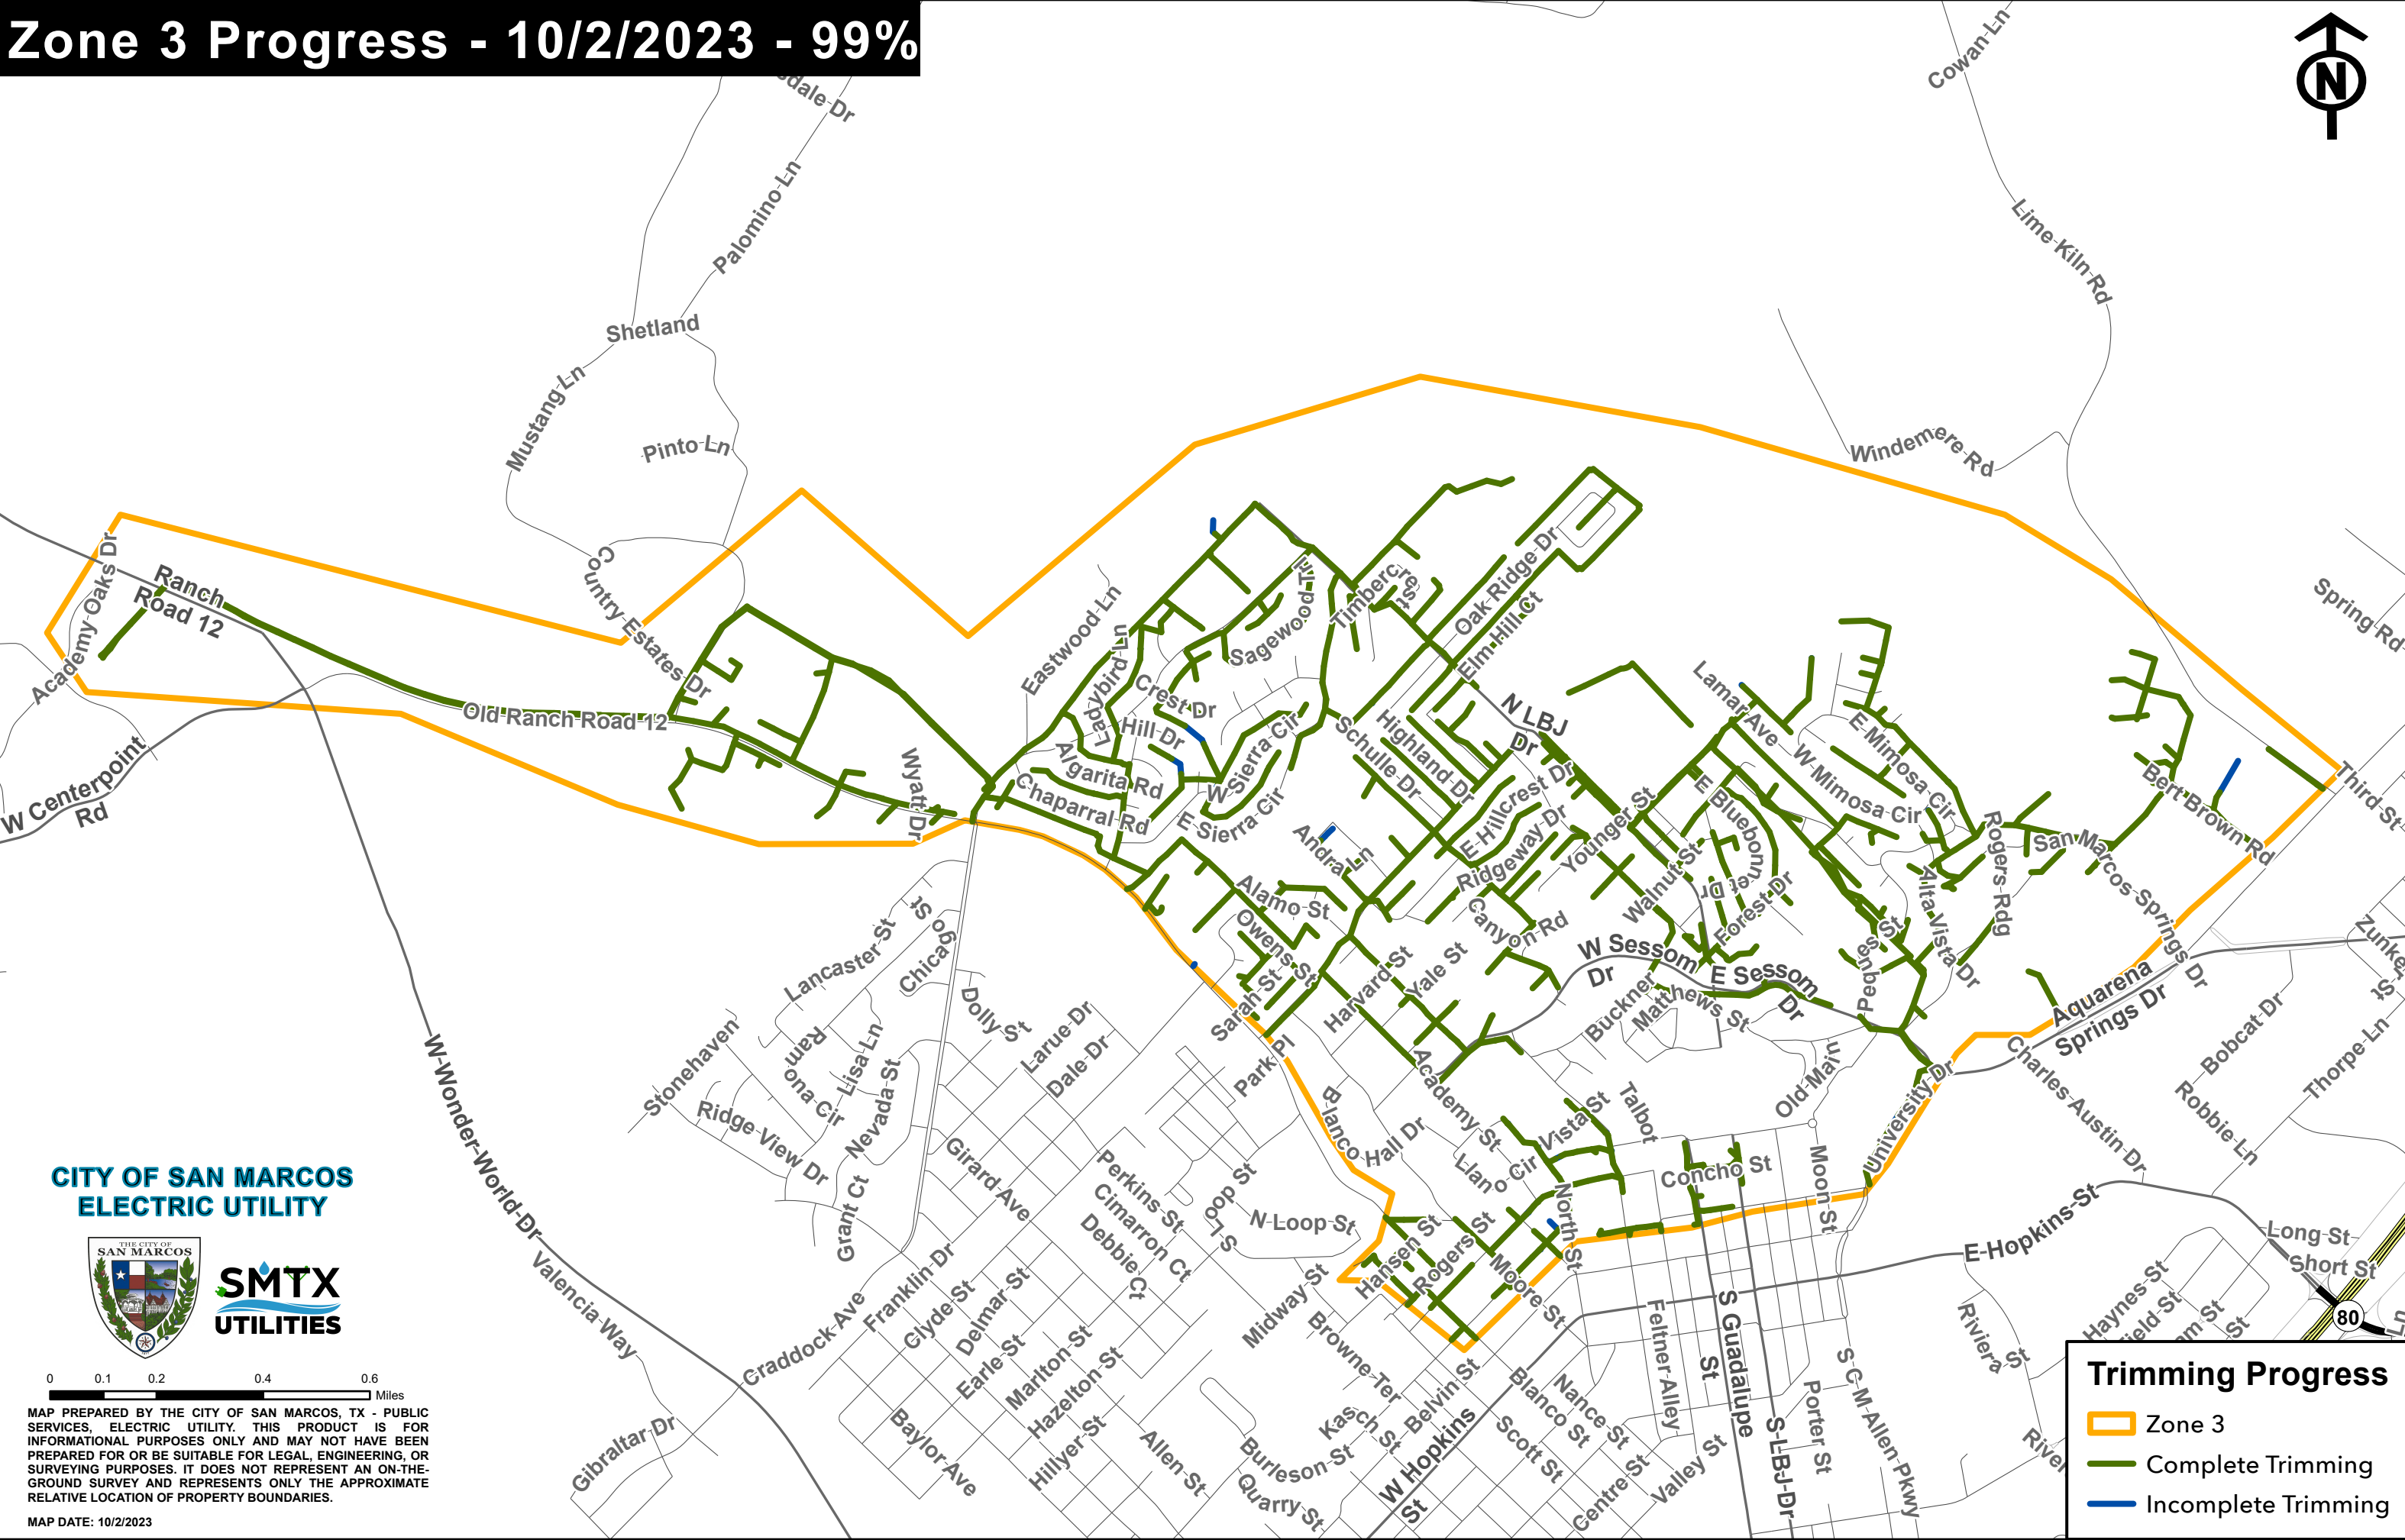 Zone 3 Progress - 10/2/2023 - 99%
N
Cowan Ln
dale Dr
Palomino Ln
Lime Kiln Rd
Shetland
Mustang Ln
Pinto Ln
Windemere Rd
Country Estates Dr
Academy Oaks Dr
Ranch
Road 12
Old Ranch Road 12
Eastwood Ln
Ladybird Ln
Sagewood Trl
Timbercrest
Oak Ridge Dr
Elm Hill Ct
Spring Rd
Crest Dr
Hill Dr
Algarita Rd
Chaparral Rd
W Sierra Cir
E Sierra Cir
Schulle Dr
Highland Dr
N LBJ
Dr
Lamar Ave
W Mimosa Cir
E Mimosa Cir
Third St
Bert Brown Rd
W Centerpoint
Rd
Wyatt Dr
Andra Ln
E Hillcrest Dr
Ridgeway Dr
Younger St
E Bluebonnet Dr
Walnut St
Forest Dr
Rogers Rdg
San Marcos Springs Dr
Alta Vista Dr
Alamo St
Owens St
Sarah St
Canyon Rd
Harvard St
Yale St
W Sessom
Dr
E Sessom
Dr
Peques St
Buckner
Matthews St
Aquarena
Springs Dr
Zunker St
Bobcat Dr
Thorpe Ln
Robbie Ln
Charles Austin Dr
Lancaster St
Chicago St
Dolly St
Larue Dr
Dale Dr
Stonehaven
Ramona Cir
Lisa Ln
Nevada St
Ridge View Dr
Grant Ct
Park Pl
Blanco
Hall Dr
Academy St
Vista St
Talbot
Old Main
University Dr
Llano Cir
North St
Concho St
Moon St
W Wonder World Dr
Girard Ave
Perkins St
Cimarron Ct
Debbie Ct
S Loop St
N Loop St
Hansen St
Rogers St
Moore St
E Hopkins St
Long St
Short St
80
Valencia Way
Franklin Dr
Craddock Ave
Clyde St
Delmar St
Earle St
Marlton St
Hazelton St
Hillyer St
Baylor Ave
Allen St
Midway St
Browne Ter
Kasch St
Belvin St
Burleson St
Quarry St
W Hopkins
St
Blanco St
Nance St
Scott St
Centre St
Valley St
Feltner Alley
S Guadalupe
St
S LBJ Dr
Porter St
S C M Allen Pkwy
Riviera St
Haynes St
River
Gibraltar Dr
CITY OF SAN MARCOS
ELECTRIC UTILITY
THE CITY OF
SAN MARCOS
SMTX
UTILITIES
0 0.1 0.2 0.4 0.6
Miles
MAP PREPARED BY THE CITY OF SAN MARCOS, TX - PUBLIC
SERVICES, ELECTRIC UTILITY. THIS PRODUCT IS FOR
INFORMATIONAL PURPOSES ONLY AND MAY NOT HAVE BEEN
PREPARED FOR OR BE SUITABLE FOR LEGAL, ENGINEERING, OR
SURVEYING PURPOSES. IT DOES NOT REPRESENT AN ON-THE-
GROUND SURVEY AND REPRESENTS ONLY THE APPROXIMATE
RELATIVE LOCATION OF PROPERTY BOUNDARIES.
MAP DATE: 10/2/2023
Trimming Progress
Zone 3
Complete Trimming
Incomplete Trimming